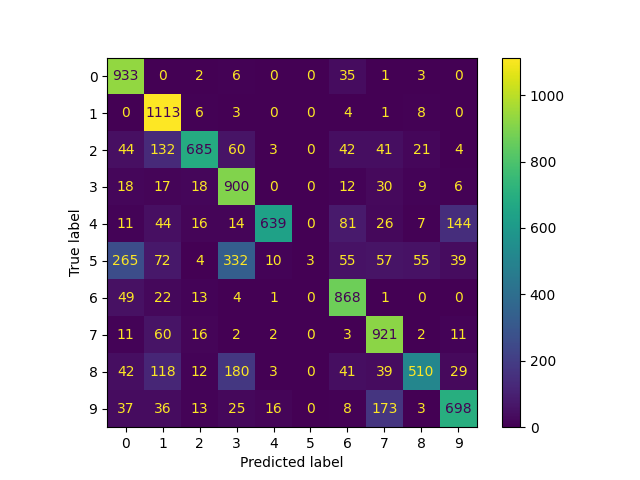 0 933 0 2 6 0 0 35 1 3 0
1 0 1113 6 3 0 0 4 1 8 0
2 44 132 685 60 3 0 42 41 21 4
3 18 17 18 900 0 0 12 30 9 6
4 11 44 16 14 639 0 81 26 7 144
5 265 72 4 332 10 3 55 57 55 39
6 49 22 13 4 1 0 868 1 0 0
7 11 60 16 2 2 0 3 921 2 11
8 42 118 12 180 3 0 41 39 510 29
9 37 36 13 25 16 0 8 173 3 698
0 1 2 3 4 5 6 7 8 9
Predicted label
True label
1000
800
600
400
200
0